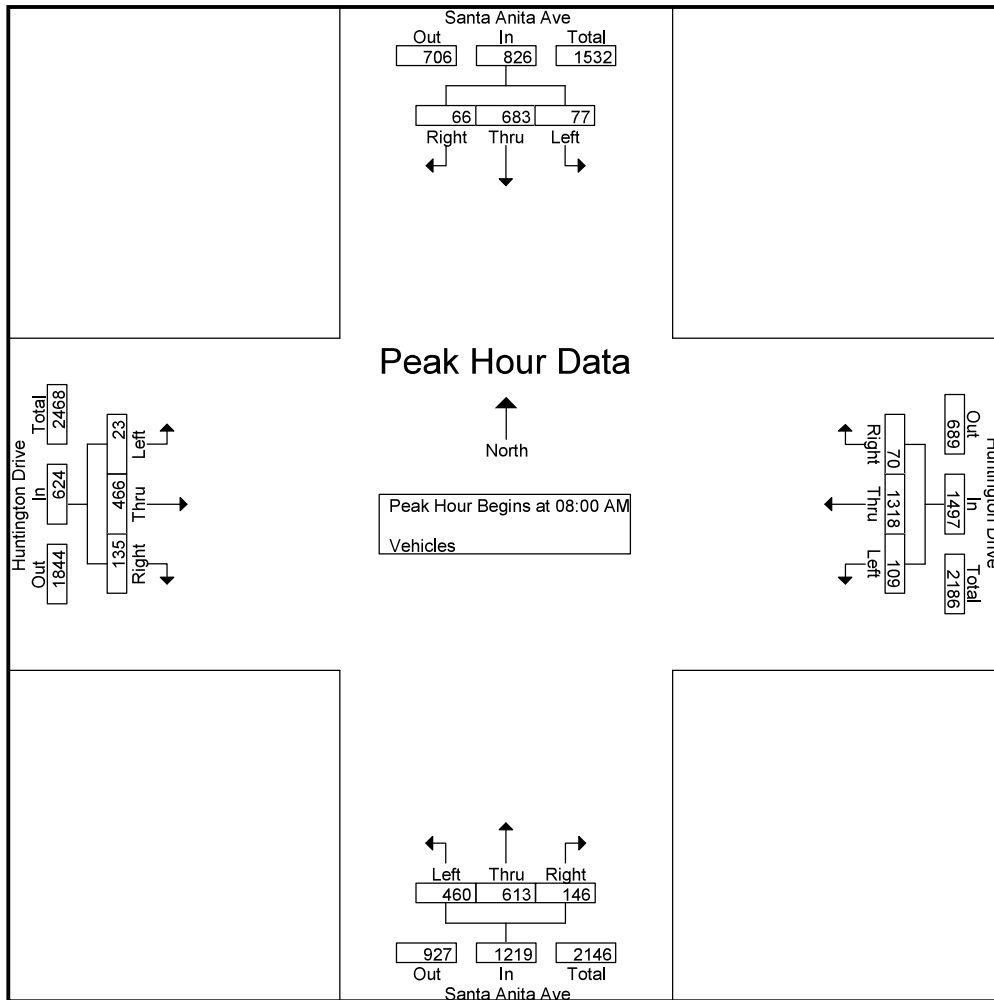 Santa Anita Ave
Out In Total
706 826 1532
66 683 77
Right Thru Left
Peak Hour Data
North
Peak Hour Begins at 08:00 AM
Vehicles
Huntington Drive
Out In Total
1844 624 2468
Right Thru Left
135 466 23
Huntington Drive
Out In Total
689 1497 2186
Right Thru Left
70 1318 109
Left Thru Right
460 613 146
927 1219 2146
Out In Total
Santa Anita Ave